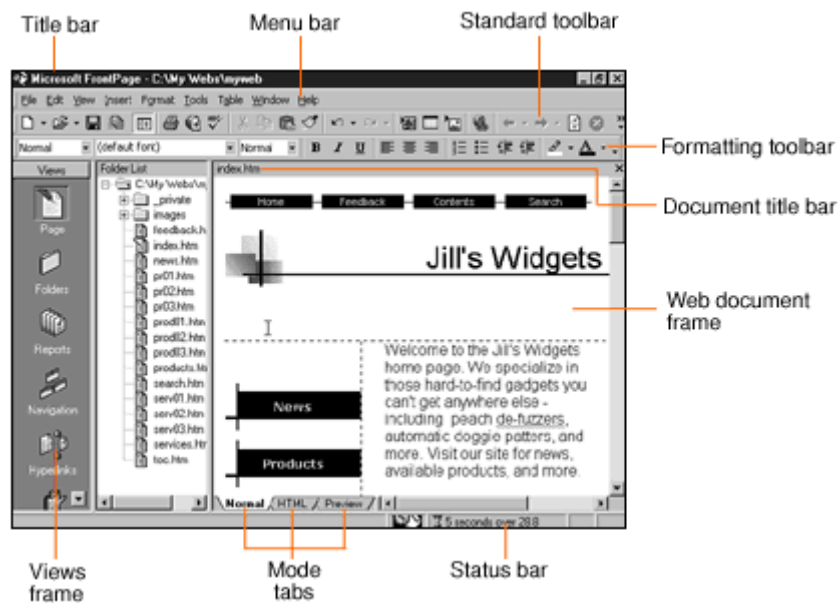 Title bar
Menu bar
Standard toolbar
Microsoft FrontPage - C:\My Webs\myweb
File Edit View Insert Format Tools Table Window Help
Normal (default font) Normal B I U
Formatting toolbar
Views
Folder List
index.htm
Document title bar
C:\My Webs\my
_private
images
feedback.h
index.htm
news.htm
pr01.htm
pr02.htm
pr03.htm
prod01.htm
prod02.htm
prod03.htm
products.ht
search.htm
serv01.htm
serv02.htm
serv03.htm
services.htr
toc.htm
Page
Folders
Reports
Navigation
Hyperlinks
Home Feedback Contents Search
Jill's Widgets
Web document
frame
Welcome to the Jill's Widgets
home page. We specialize in
those hard-to-find gadgets you
can't get anywhere else -
including peach de-fuzzers,
automatic doggie patters, and
more. Visit our site for news,
available products, and more.
News
Products
Normal HTML Preview
5 seconds over 28.8
Views
frame
Mode
tabs
Status bar